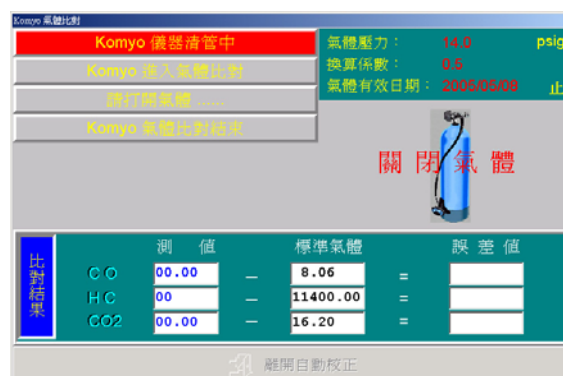 Komyo 氣體比對
Komyo 儀器清管中
Komyo 進入氣體比對
請打開氣體 ......
Komyo 氣體比對結束
氣體壓力： 14.0 psig
換算係數： 0.5
氣體有效日期： 2005/05/08 止
關閉氣體
比對結果
測 值 標準氣體 誤差值
CO 00.00 － 8.06 =
HC 00 － 11400.00 =
CO2 00.00 － 16.20 =
離開自動校正